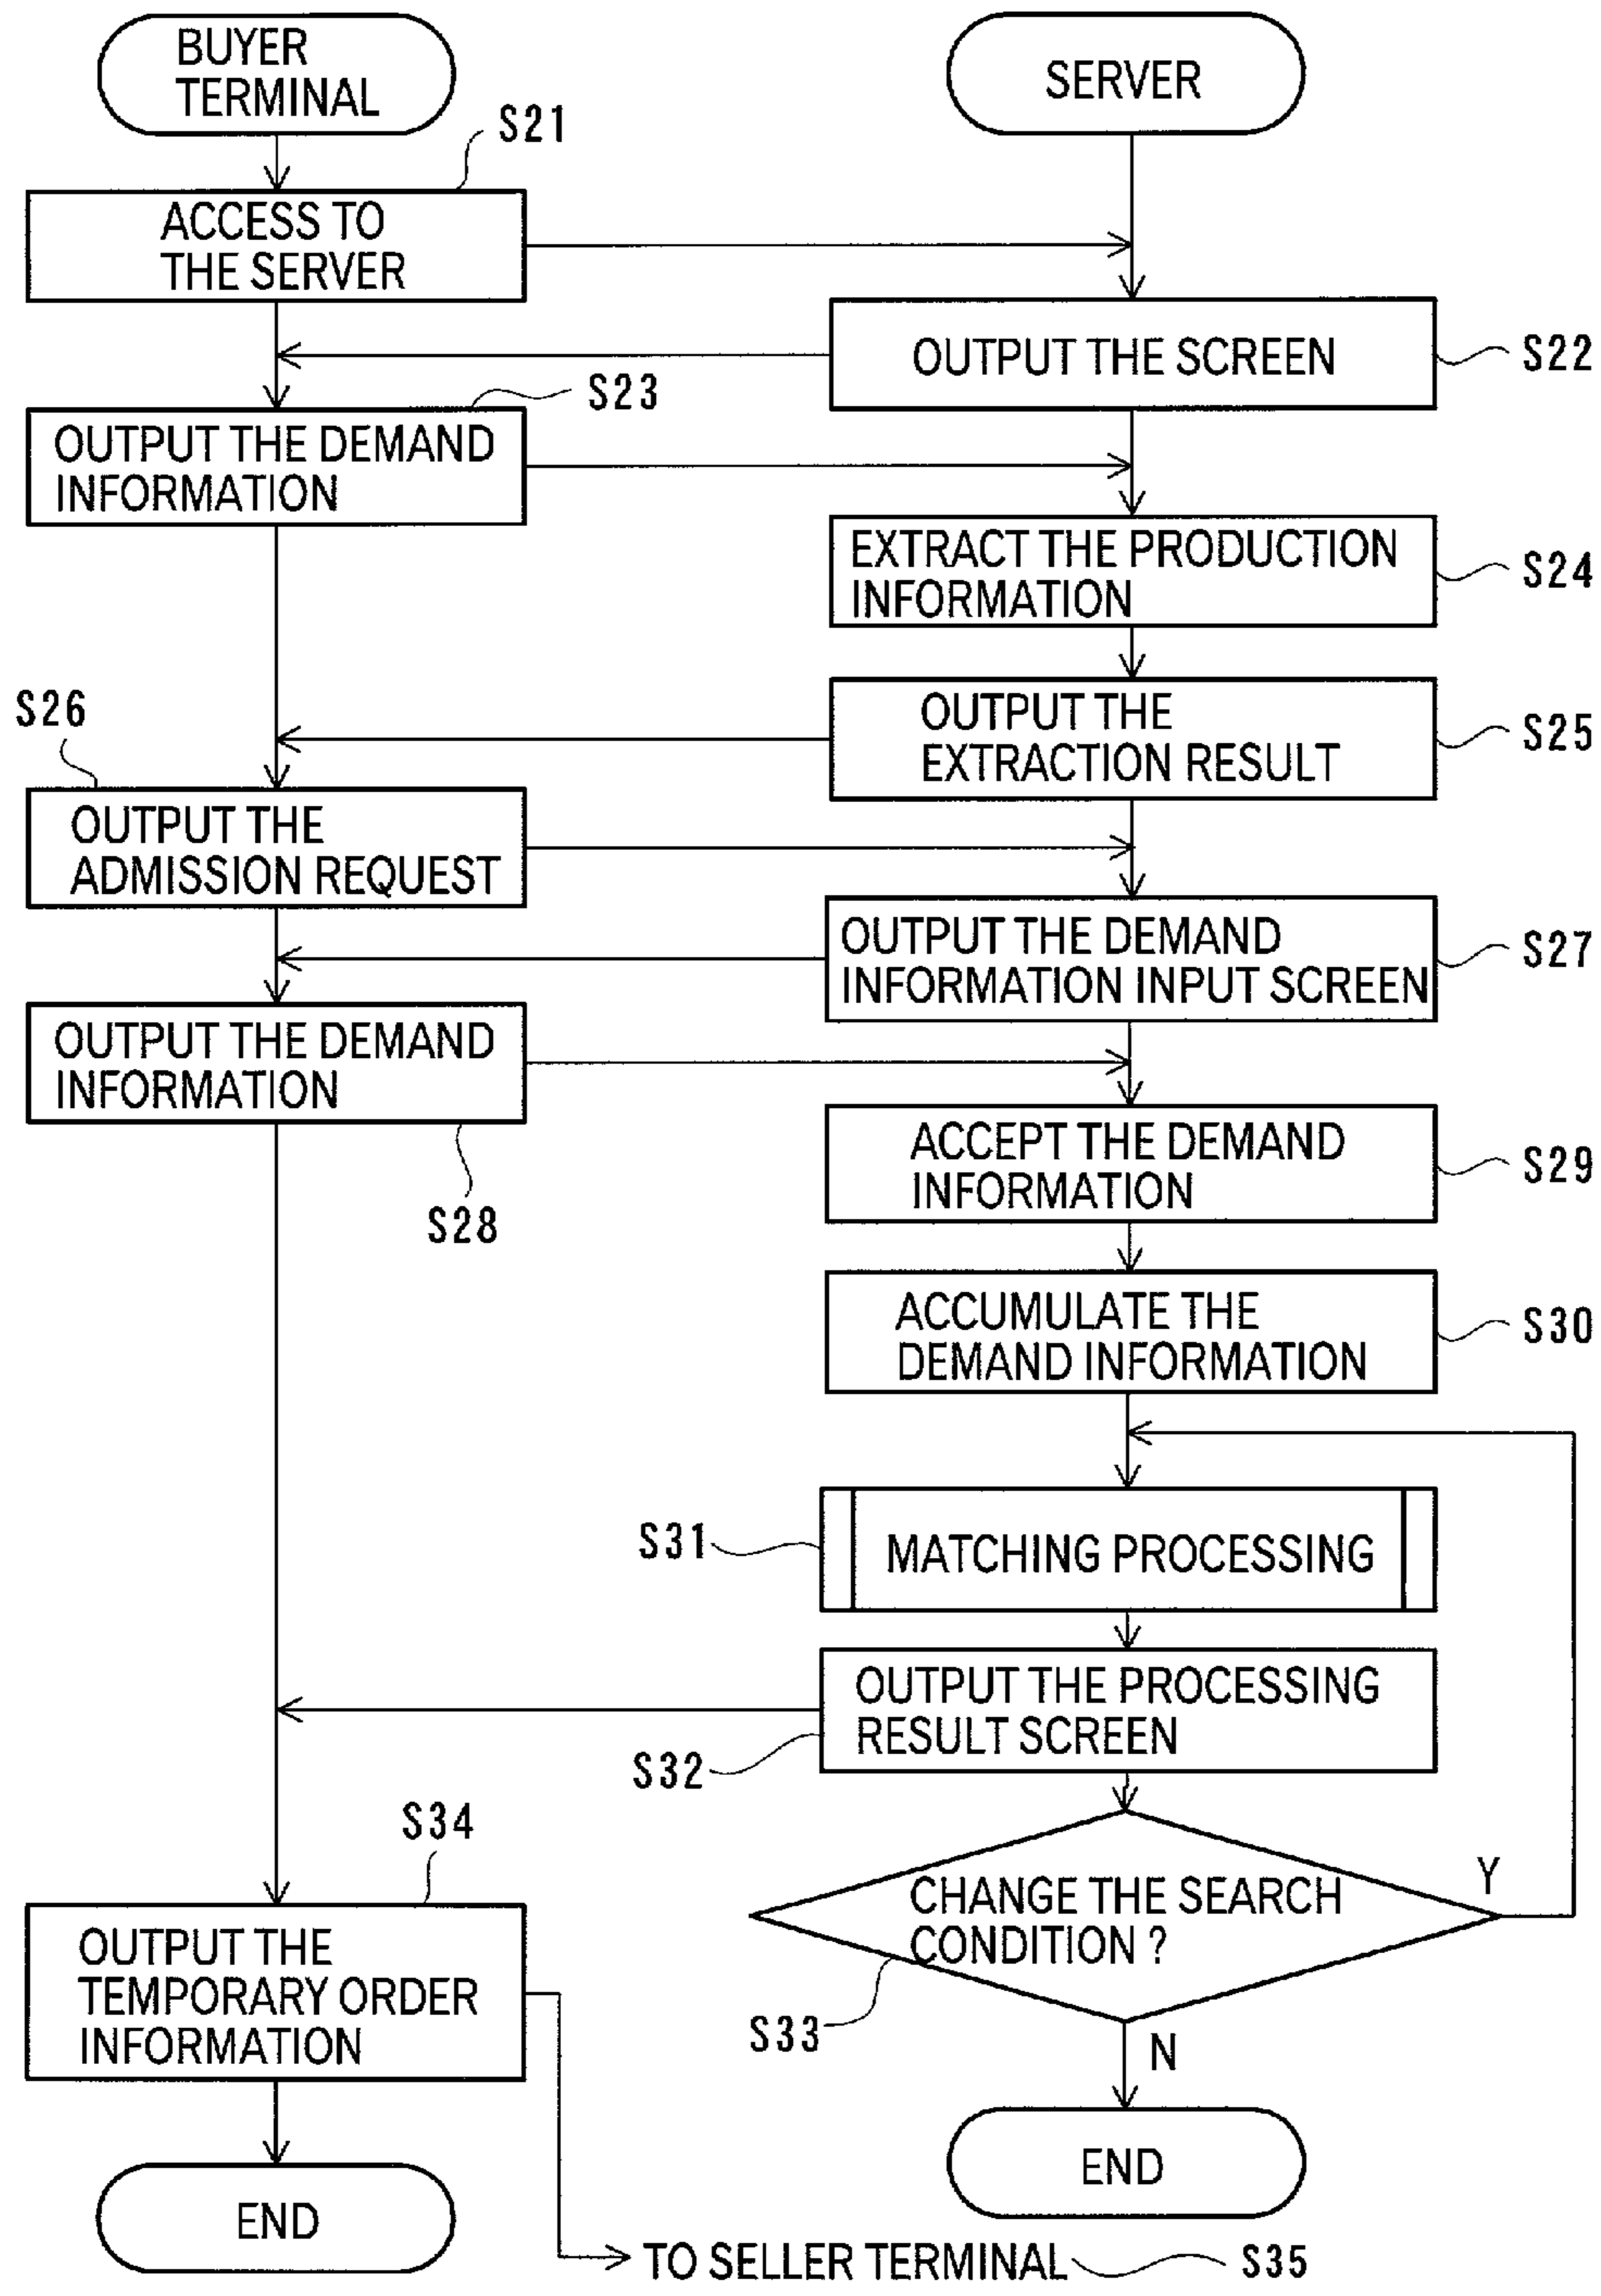 BUYER
TERMINAL
SERVER
S21
ACCESS TO
THE SERVER
OUTPUT THE SCREEN
S22
S23
OUTPUT THE DEMAND
INFORMATION
EXTRACT THE PRODUCTION
INFORMATION
S24
S26
OUTPUT THE
EXTRACTION RESULT
S25
OUTPUT THE
ADMISSION REQUEST
OUTPUT THE DEMAND
INFORMATION INPUT SCREEN
S27
OUTPUT THE DEMAND
INFORMATION
S28
ACCEPT THE DEMAND
INFORMATION
S29
ACCUMULATE THE
DEMAND INFORMATION
S30
S31
MATCHING PROCESSING
OUTPUT THE PROCESSING
RESULT SCREEN
S32
S34
Y
CHANGE THE SEARCH
CONDITION ?
S33
OUTPUT THE
TEMPORARY ORDER
INFORMATION
N
END
END
TO SELLER TERMINAL
S35